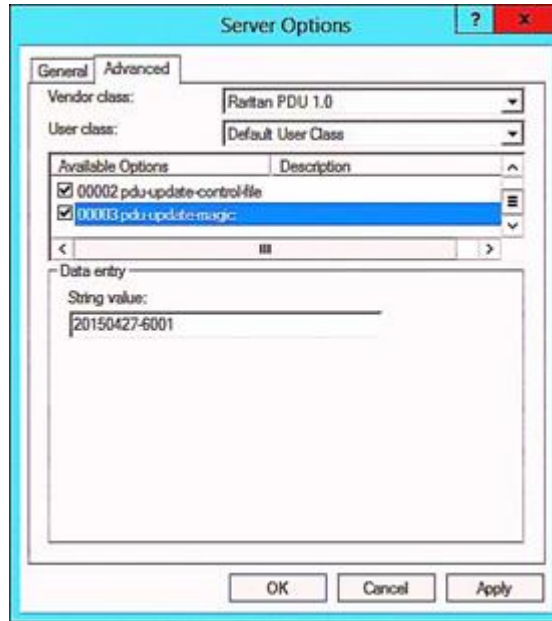 Server Options
?
x
General Advanced
Vendor class: Raritan PDU 1.0
User class: Default User Class
Available Options Description
00002 pdu-update-control-file
00003 pdu-update-magic
Data entry
String value:
20150427-6001
OK Cancel Apply